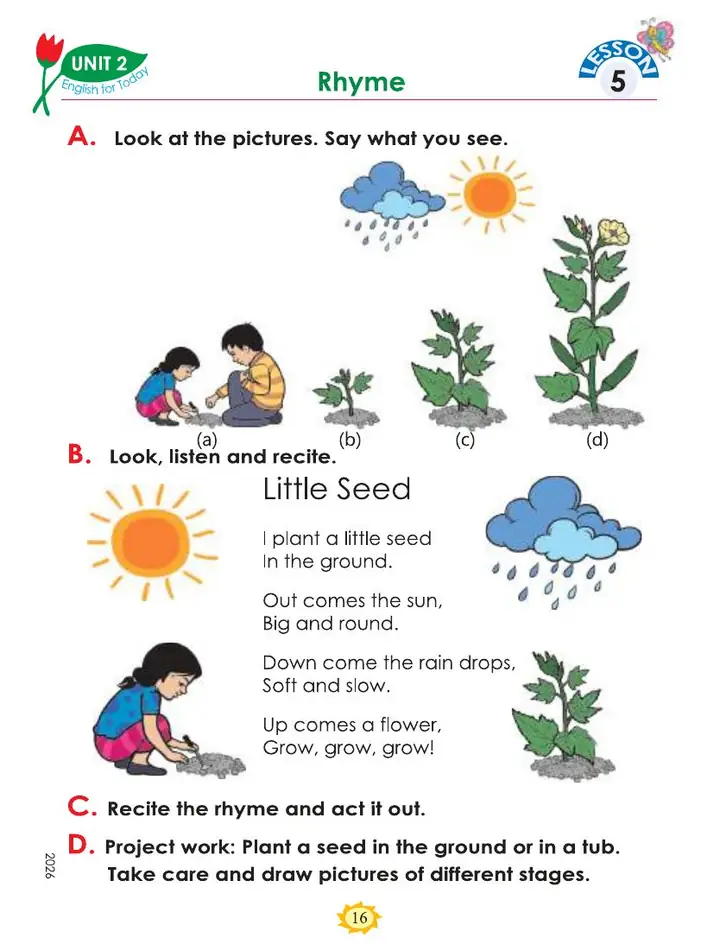 UNIT 2
English for Today
Rhyme
LESSON
5
A. Look at the pictures. Say what you see.
(a) (b) (c) (d)
B. Look, listen and recite.
Little Seed
I plant a little seed
In the ground.
Out comes the sun,
Big and round.
Down come the rain drops,
Soft and slow.
Up comes a flower,
Grow, grow, grow!
C. Recite the rhyme and act it out.
D. Project work: Plant a seed in the ground or in a tub.
Take care and draw pictures of different stages.
2026
16